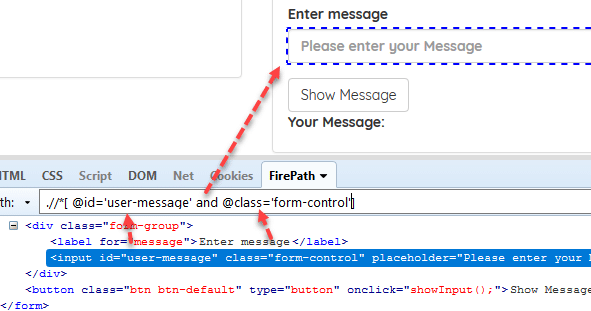 Enter message
Please enter your Message
Show Message
Your Message:
HTML CSS Script DOM Net Cookies FirePath
th: .//*[ @id='user-message' and @class='form-control']
<div class="form-group">
<label for="message">Enter message</label>
<input id="user-message" class="form-control" placeholder="Please enter your
</div>
<button class="btn btn-default" type="button" onclick="showInput();">Show Message
</form>